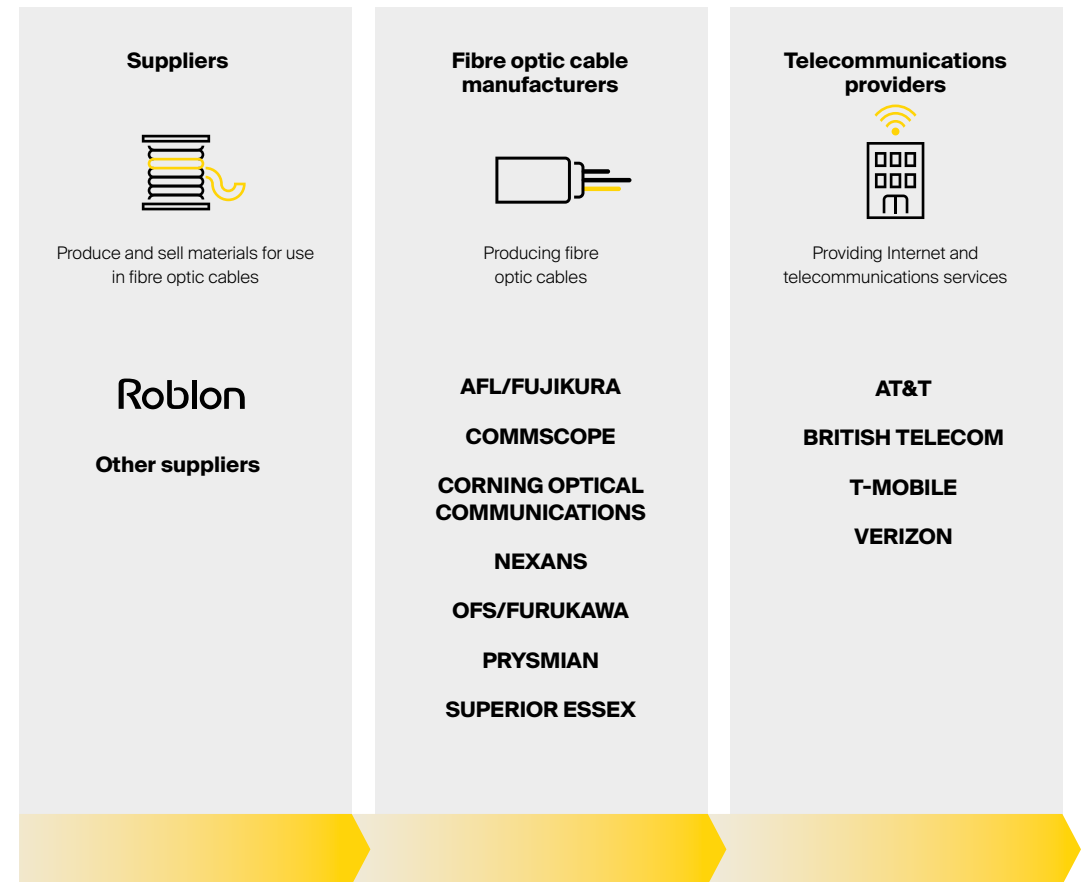 Suppliers
Produce and sell materials for use
in fibre optic cables
Roblon
Other suppliers
Fibre optic cable
manufacturers
Producing fibre
optic cables
AFL/FUJIKURA
COMMSCOPE
CORNING OPTICAL
COMMUNICATIONS
NEXANS
OFS/FURUKAWA
PRYSMIAN
SUPERIOR ESSEX
Telecommunications
providers
Providing Internet and
telecommunications services
AT&T
BRITISH TELECOM
T-MOBILE
VERIZON